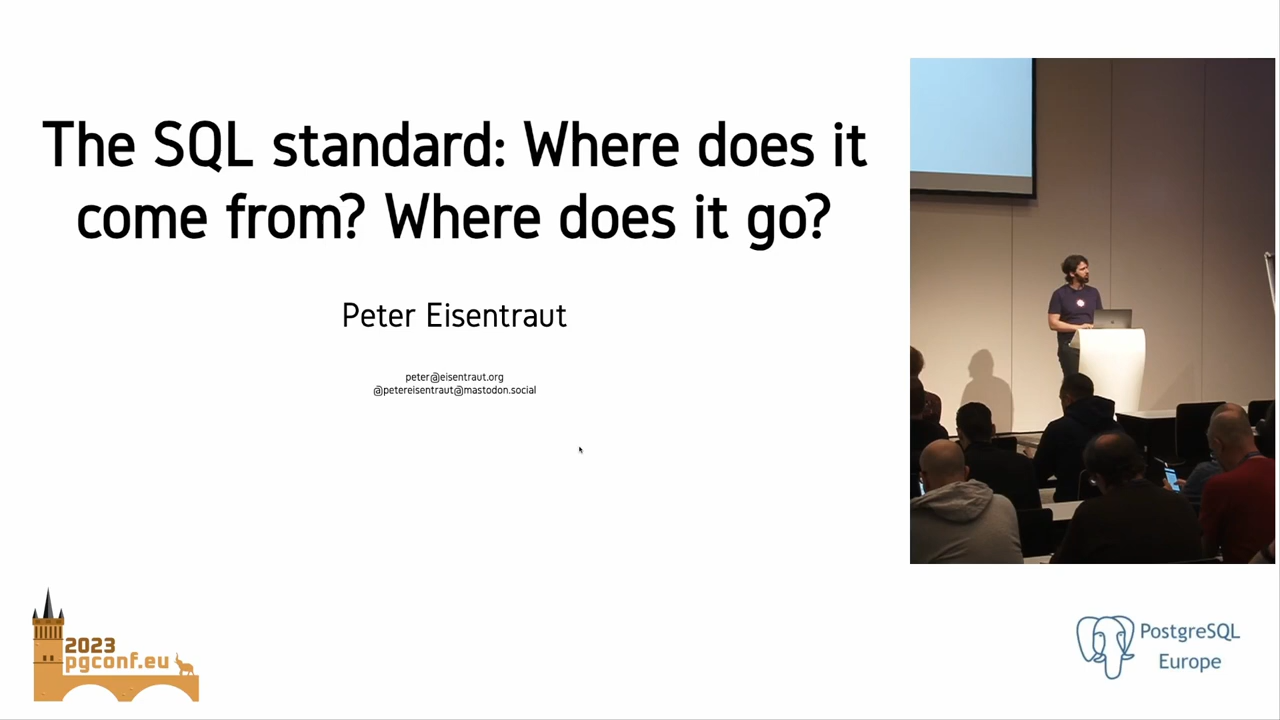 The SQL standard: Where does it
come from? Where does it go?
Peter Eisentraut
peter@eisentraut.org
@petereisentraut@mastodon.social
2023
pgconf.eu
PostgreSQL
Europe